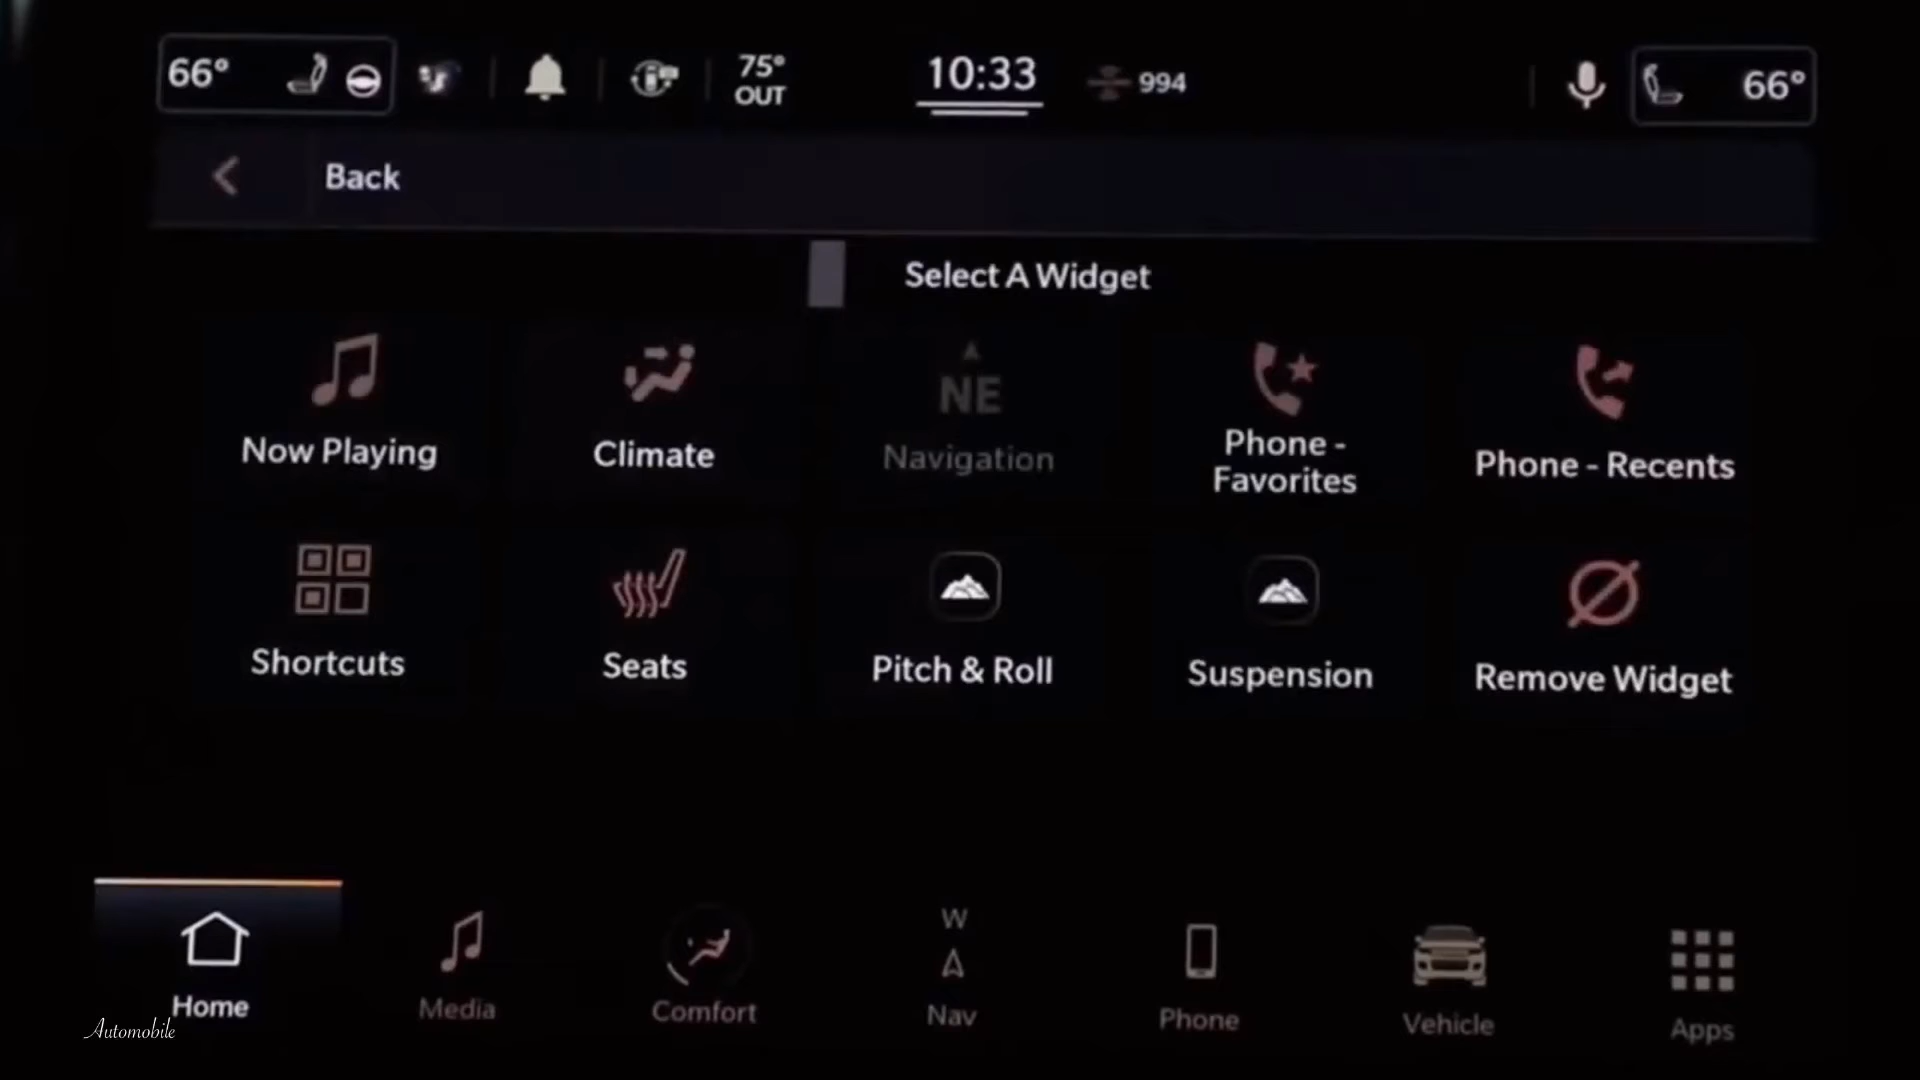 66°
75°
OUT
10:33
994
66°
Back
Select A Widget
Now Playing
Climate
NE
Navigation
Phone -
Favorites
Phone - Recents
Shortcuts
Seats
Pitch & Roll
Suspension
Remove Widget
Home
Media
Comfort
W
Nav
Phone
Vehicle
Apps
Automobile